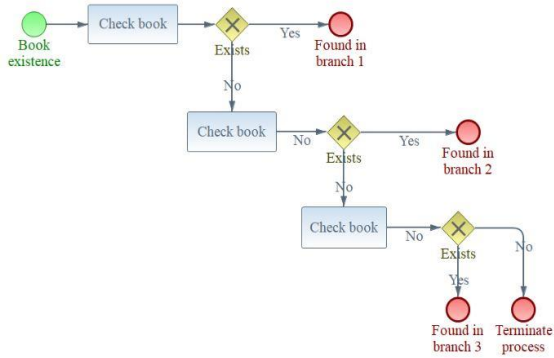 Check book
Yes
Book
existence
Exists
Found in
branch 1
No
Check book
No
Yes
Exists
Found in
branch 2
No
Check book
No
No
Exists
Yes
Found in
branch 3
Terminate
process